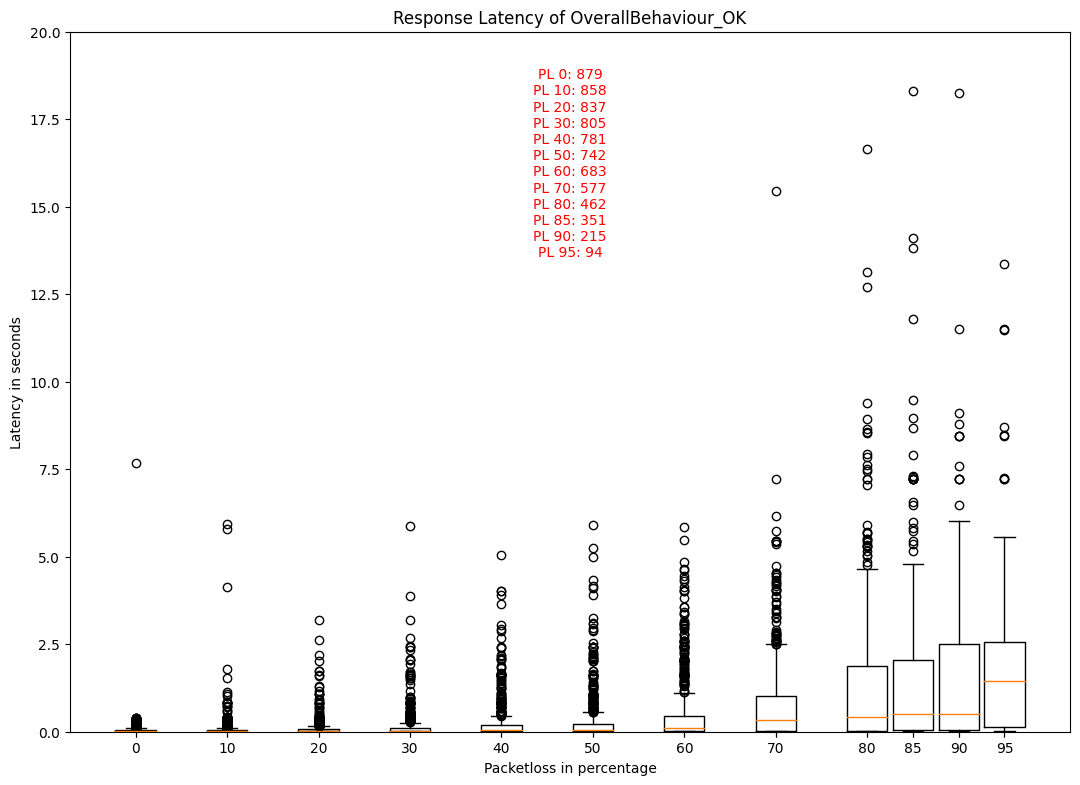 Response Latency of OverallBehaviour_OK
20.0
17.5
15.0
12.5
10.0
7.5
5.0
2.5
0.0
Latency in seconds
PL 0: 879
PL 10: 858
PL 20: 837
PL 30: 805
PL 40: 781
PL 50: 742
PL 60: 683
PL 70: 577
PL 80: 462
PL 85: 351
PL 90: 215
PL 95: 94
0 10 20 30 40 50 60 70 80 85 90 95
Packetloss in percentage